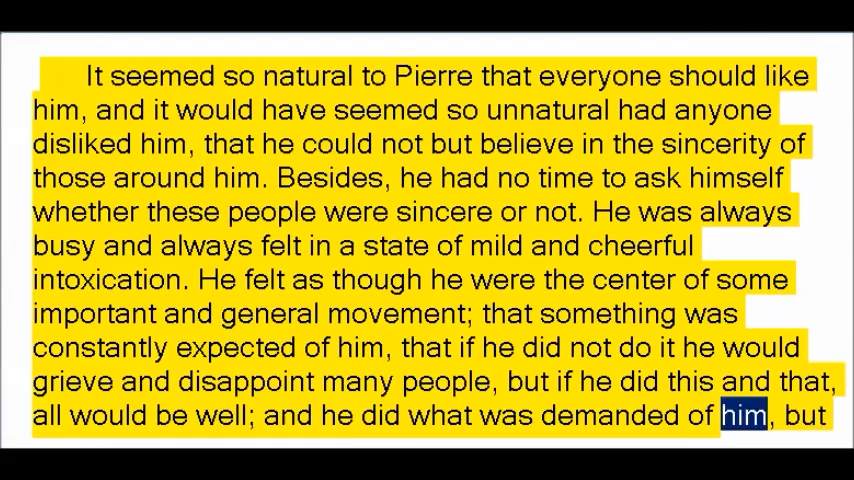 It seemed so natural to Pierre that everyone should like
him, and it would have seemed so unnatural had anyone
disliked him, that he could not but believe in the sincerity of
those around him. Besides, he had no time to ask himself
whether these people were sincere or not. He was always
busy and always felt in a state of mild and cheerful
intoxication. He felt as though he were the center of some
important and general movement; that something was
constantly expected of him, that if he did not do it he would
grieve and disappoint many people, but if he did this and that,
all would be well; and he did what was demanded of him, but